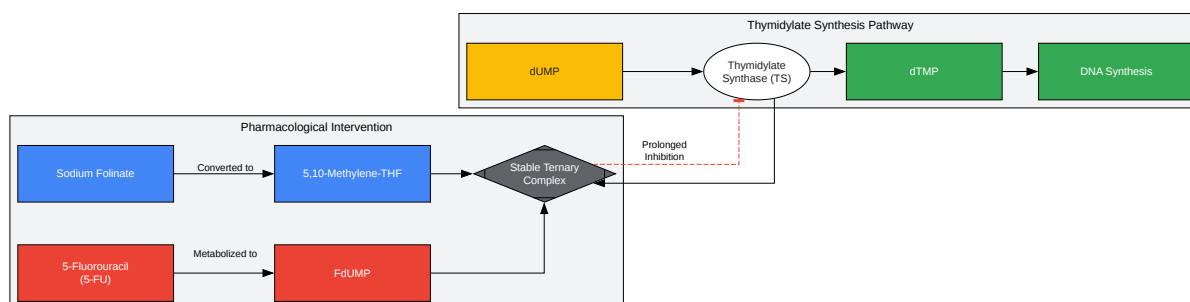 Thymidylate Synthesis Pathway
dUMP
Thymidylate
Synthase (TS)
dTMP
DNA Synthesis
Pharmacological Intervention
Sodium Folinate
Converted to
5,10-Methylene-THF
Stable Ternary
Complex
Prolonged
Inhibition
5-Fluorouracil
(5-FU)
Metabolized to
FdUMP